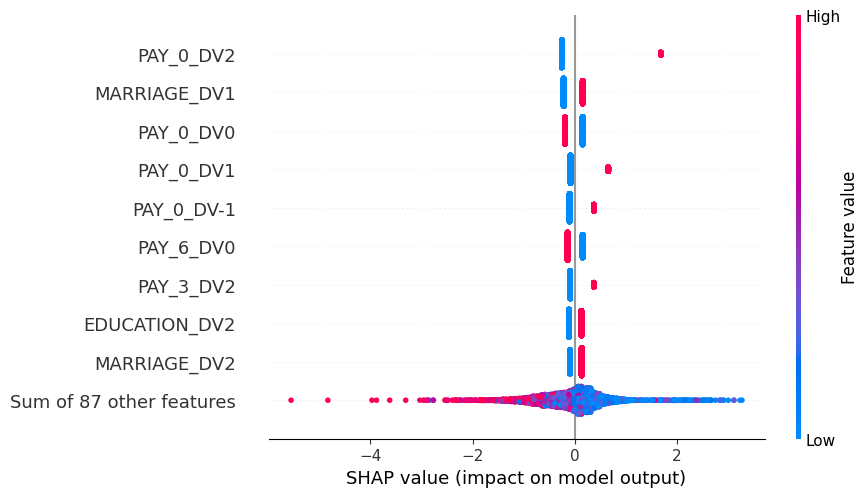 High
PAY_0_DV2
MARRIAGE_DV1
PAY_0_DV0
PAY_0_DV1
PAY_0_DV-1
PAY_6_DV0
PAY_3_DV2
EDUCATION_DV2
MARRIAGE_DV2
Sum of 87 other features
Feature value
Low
−4 −2 0 2
SHAP value (impact on model output)